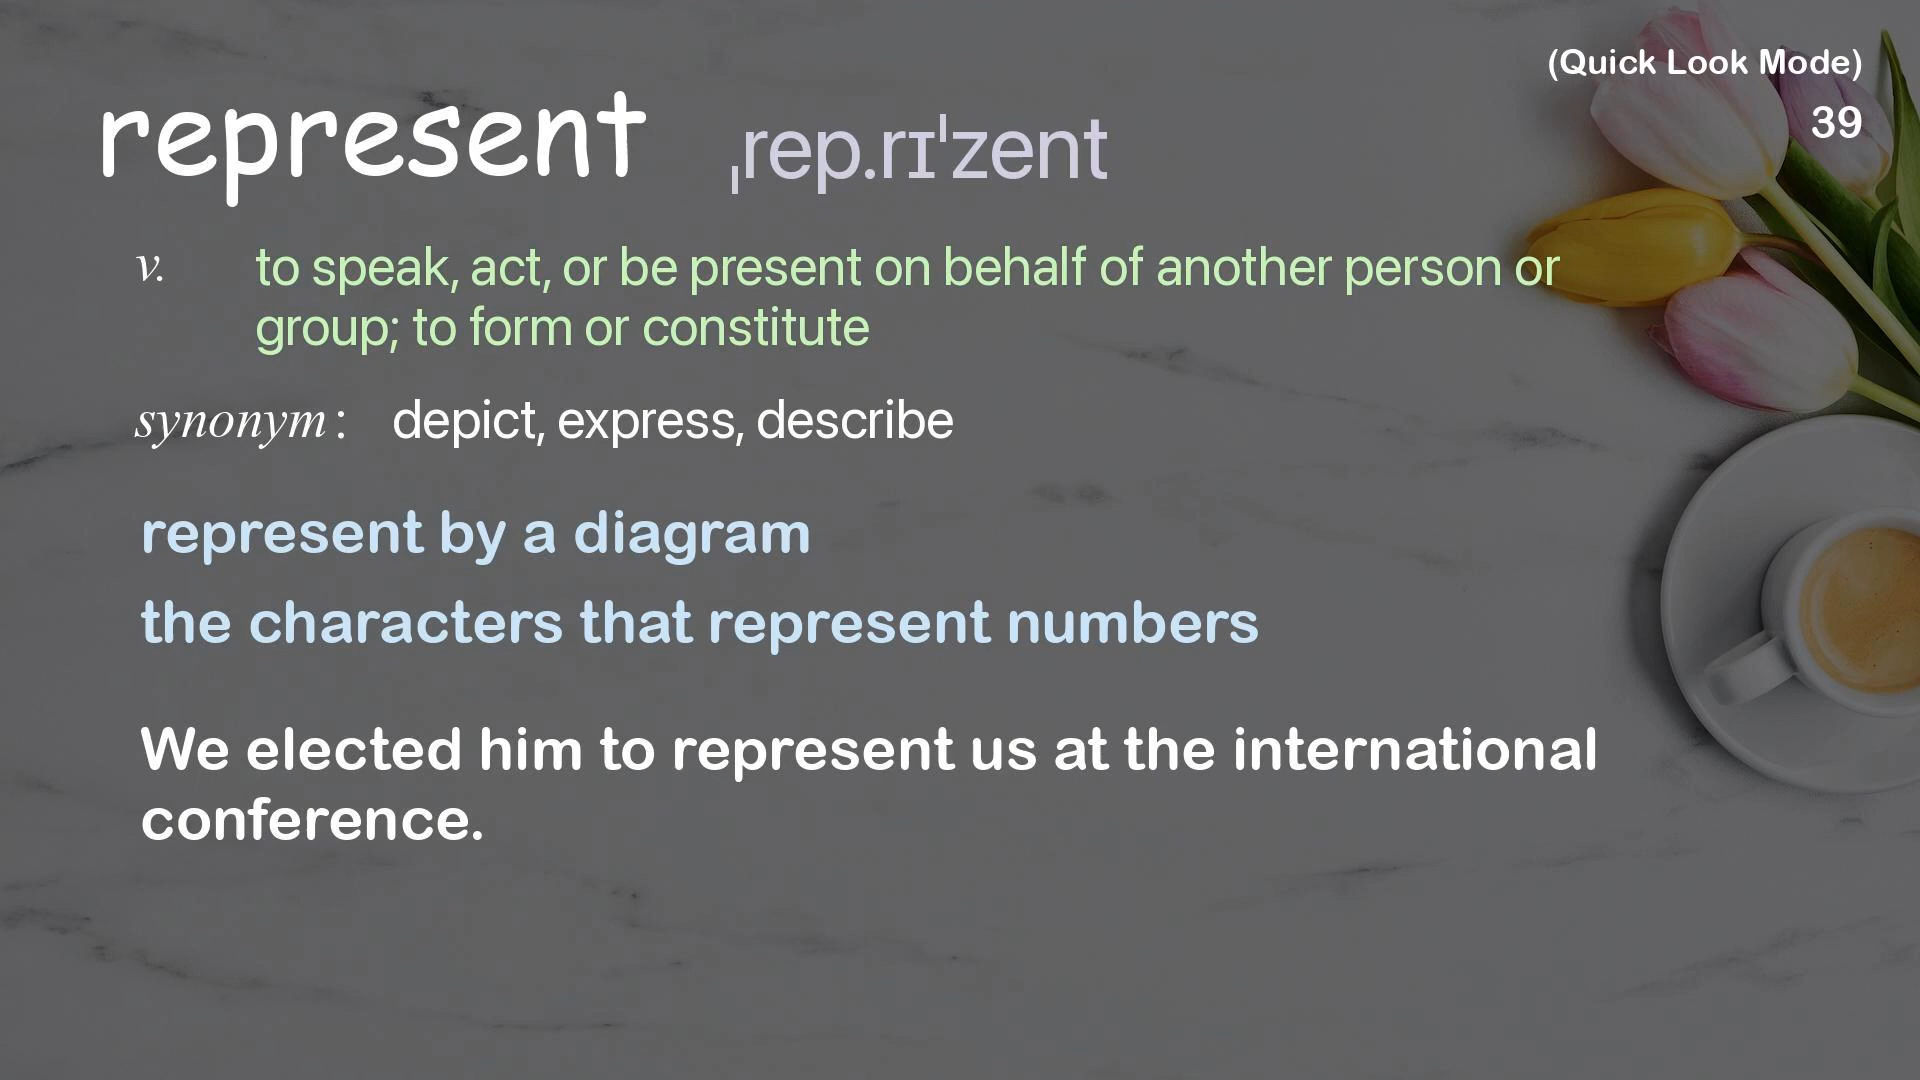 (Quick Look Mode)
39
represent ˌrep.rɪˈzent
v. to speak, act, or be present on behalf of another person or
group; to form or constitute
synonym: depict, express, describe
represent by a diagram
the characters that represent numbers
We elected him to represent us at the international
conference.